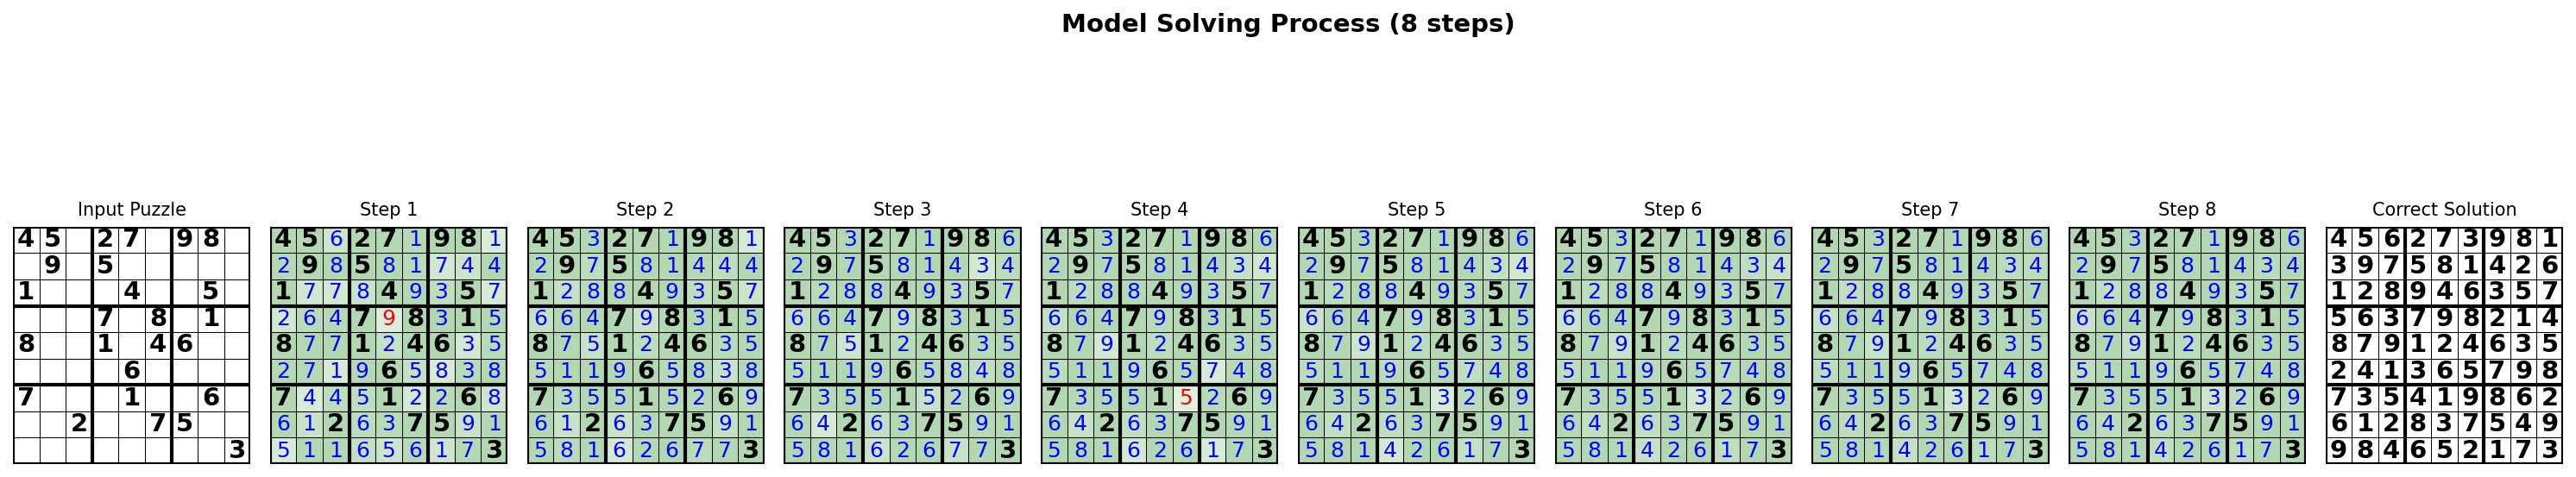 Model Solving Process (8 steps)
Input Puzzle Step 1 Step 2 Step 3 Step 4 Step 5 Step 6 Step 7 Step 8 Correct Solution
4 5 2 7 9 8 4 5 6 2 7 1 9 8 1 4 5 3 2 7 1 9 8 1 4 5 3 2 7 1 9 8 6 4 5 3 2 7 1 9 8 6 4 5 3 2 7 1 9 8 6 4 5 3 2 7 1 9 8 6 4 5 3 2 7 1 9 8 6 4 5 3 2 7 1 9 8 6 4 5 6 2 7 3 9 8 1
9 5 2 9 8 5 8 1 7 4 4 2 9 7 5 8 1 4 4 4 2 9 7 5 8 1 4 3 4 2 9 7 5 8 1 4 3 4 2 9 7 5 8 1 4 3 4 2 9 7 5 8 1 4 3 4 2 9 7 5 8 1 4 3 4 2 9 7 5 8 1 4 3 4 3 9 7 5 8 1 4 2 6
1 4 5 1 7 7 8 4 9 3 5 7 1 2 8 8 4 9 3 5 7 1 2 8 8 4 9 3 5 7 1 2 8 8 4 9 3 5 7 1 2 8 8 4 9 3 5 7 1 2 8 8 4 9 3 5 7 1 2 8 8 4 9 3 5 7 1 2 8 8 4 9 3 5 7 1 2 8 9 4 6 3 5 7
7 8 1 2 6 4 7 9 8 3 1 5 6 6 4 7 9 8 3 1 5 6 6 4 7 9 8 3 1 5 6 6 4 7 9 8 3 1 5 6 6 4 7 9 8 3 1 5 6 6 4 7 9 8 3 1 5 6 6 4 7 9 8 3 1 5 6 6 4 7 9 8 3 1 5 5 6 3 7 9 8 2 1 4
8 1 4 6 8 7 7 1 2 4 6 3 5 8 7 5 1 2 4 6 3 5 8 7 5 1 2 4 6 3 5 8 7 9 1 2 4 6 3 5 8 7 9 1 2 4 6 3 5 8 7 9 1 2 4 6 3 5 8 7 9 1 2 4 6 3 5 8 7 9 1 2 4 6 3 5 8 7 9 1 2 4 6 3 5
6 2 7 1 9 6 5 8 3 8 5 1 1 9 6 5 8 3 8 5 1 1 9 6 5 8 4 8 5 1 1 9 6 5 7 4 8 5 1 1 9 6 5 7 4 8 5 1 1 9 6 5 7 4 8 5 1 1 9 6 5 7 4 8 5 1 1 9 6 5 7 4 8 2 4 1 3 6 5 7 9 8
7 1 6 7 4 4 5 1 2 2 6 8 7 3 5 5 1 5 2 6 9 7 3 5 5 1 5 2 6 9 7 3 5 5 1 5 2 6 9 7 3 5 5 1 3 2 6 9 7 3 5 5 1 3 2 6 9 7 3 5 5 1 3 2 6 9 7 3 5 5 1 3 2 6 9 7 3 5 4 1 9 8 6 2
2 7 5 6 1 2 6 3 7 5 9 1 6 1 2 6 3 7 5 9 1 6 4 2 6 3 7 5 9 1 6 4 2 6 3 7 5 9 1 6 4 2 6 3 7 5 9 1 6 4 2 6 3 7 5 9 1 6 4 2 6 3 7 5 9 1 6 4 2 6 3 7 5 9 1 6 1 2 8 3 7 5 4 9
3 5 1 1 6 5 6 1 7 3 5 8 1 6 2 6 7 7 3 5 8 1 6 2 6 7 7 3 5 8 1 6 2 6 1 7 3 5 8 1 4 2 6 1 7 3 5 8 1 4 2 6 1 7 3 5 8 1 4 2 6 1 7 3 5 8 1 4 2 6 1 7 3 9 8 4 6 5 2 1 7 3